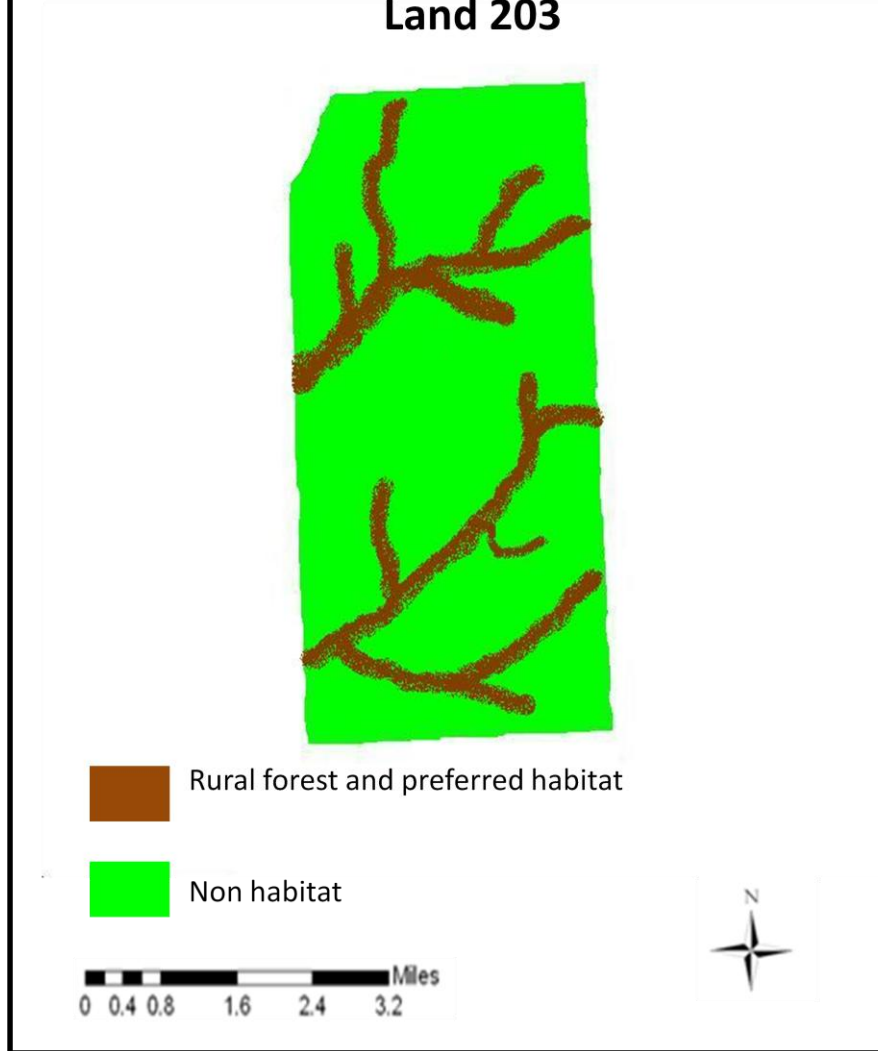 Land 203
Rural forest and preferred habitat
Non habitat
N
Miles
0 0.4 0.8 1.6 2.4 3.2